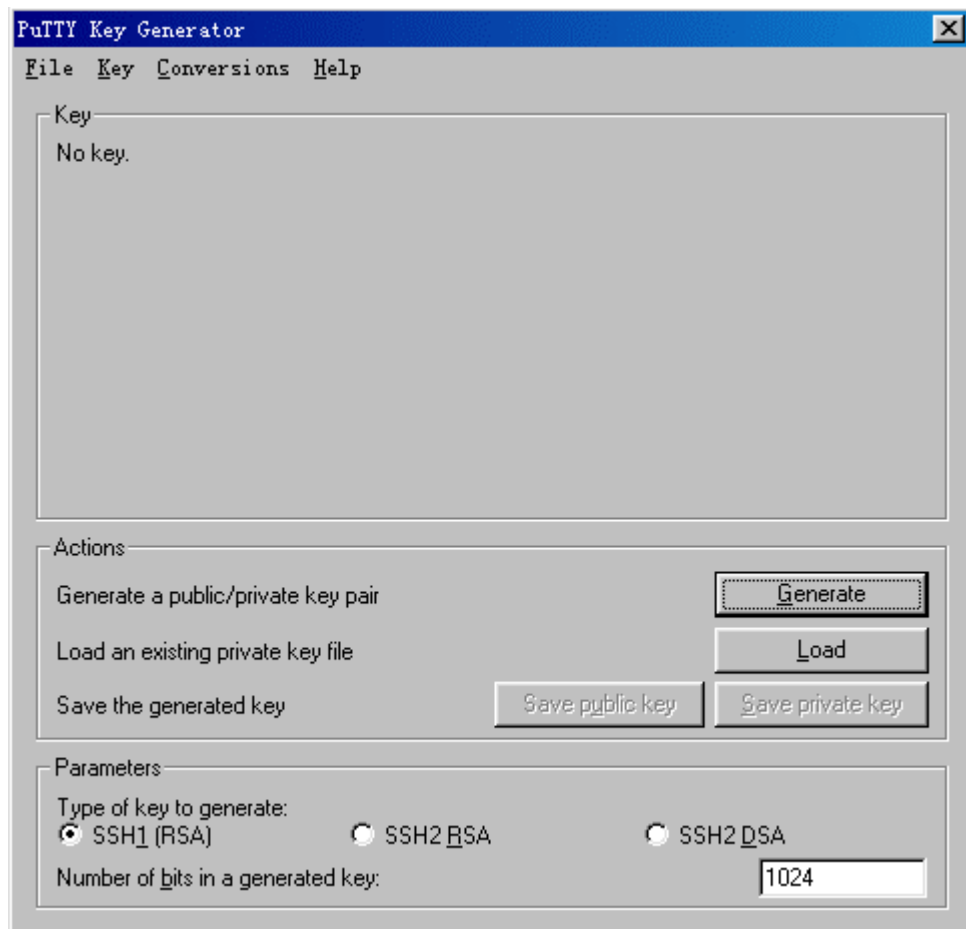 PuTTY Key Generator
File Key Conversions Help
Key
No key.
Actions
Generate a public/private key pair
Generate
Load an existing private key file
Load
Save the generated key
Save public key
Save private key
Parameters
Type of key to generate:
SSH1 (RSA)
SSH2 RSA
SSH2 DSA
Number of bits in a generated key:
1024